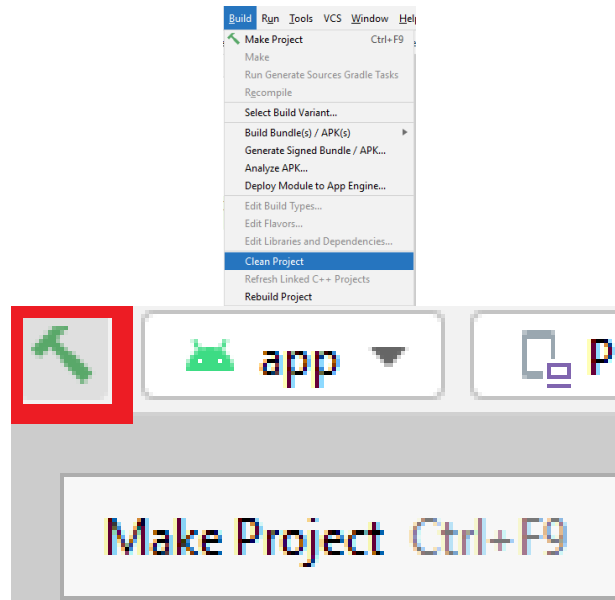 Build Run Tools VCS Window Help
Make Project Ctrl+F9
Make
Run Generate Sources Gradle Tasks
Recompile
Select Build Variant...
Build Bundle(s) / APK(s)
Generate Signed Bundle / APK...
Analyze APK...
Deploy Module to App Engine...
Edit Build Types...
Edit Flavors...
Edit Libraries and Dependencies...
Clean Project
Refresh Linked C++ Projects
Rebuild Project
app P
Make Project Ctrl+F9